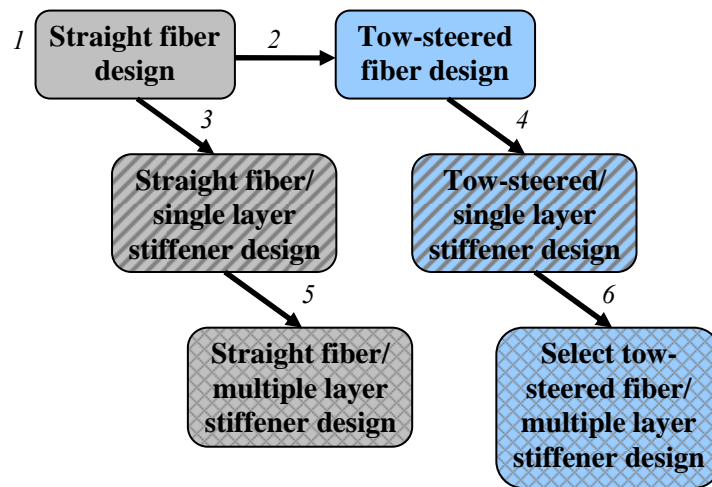 1
Straight fiber
design
2
Tow-steered
fiber design
3
4
Straight fiber/
single layer
stiffener design
Tow-steered/
single layer
stiffener design
5
6
Straight fiber/
multiple layer
stiffener design
Select tow-
steered fiber/
multiple layer
stiffener design